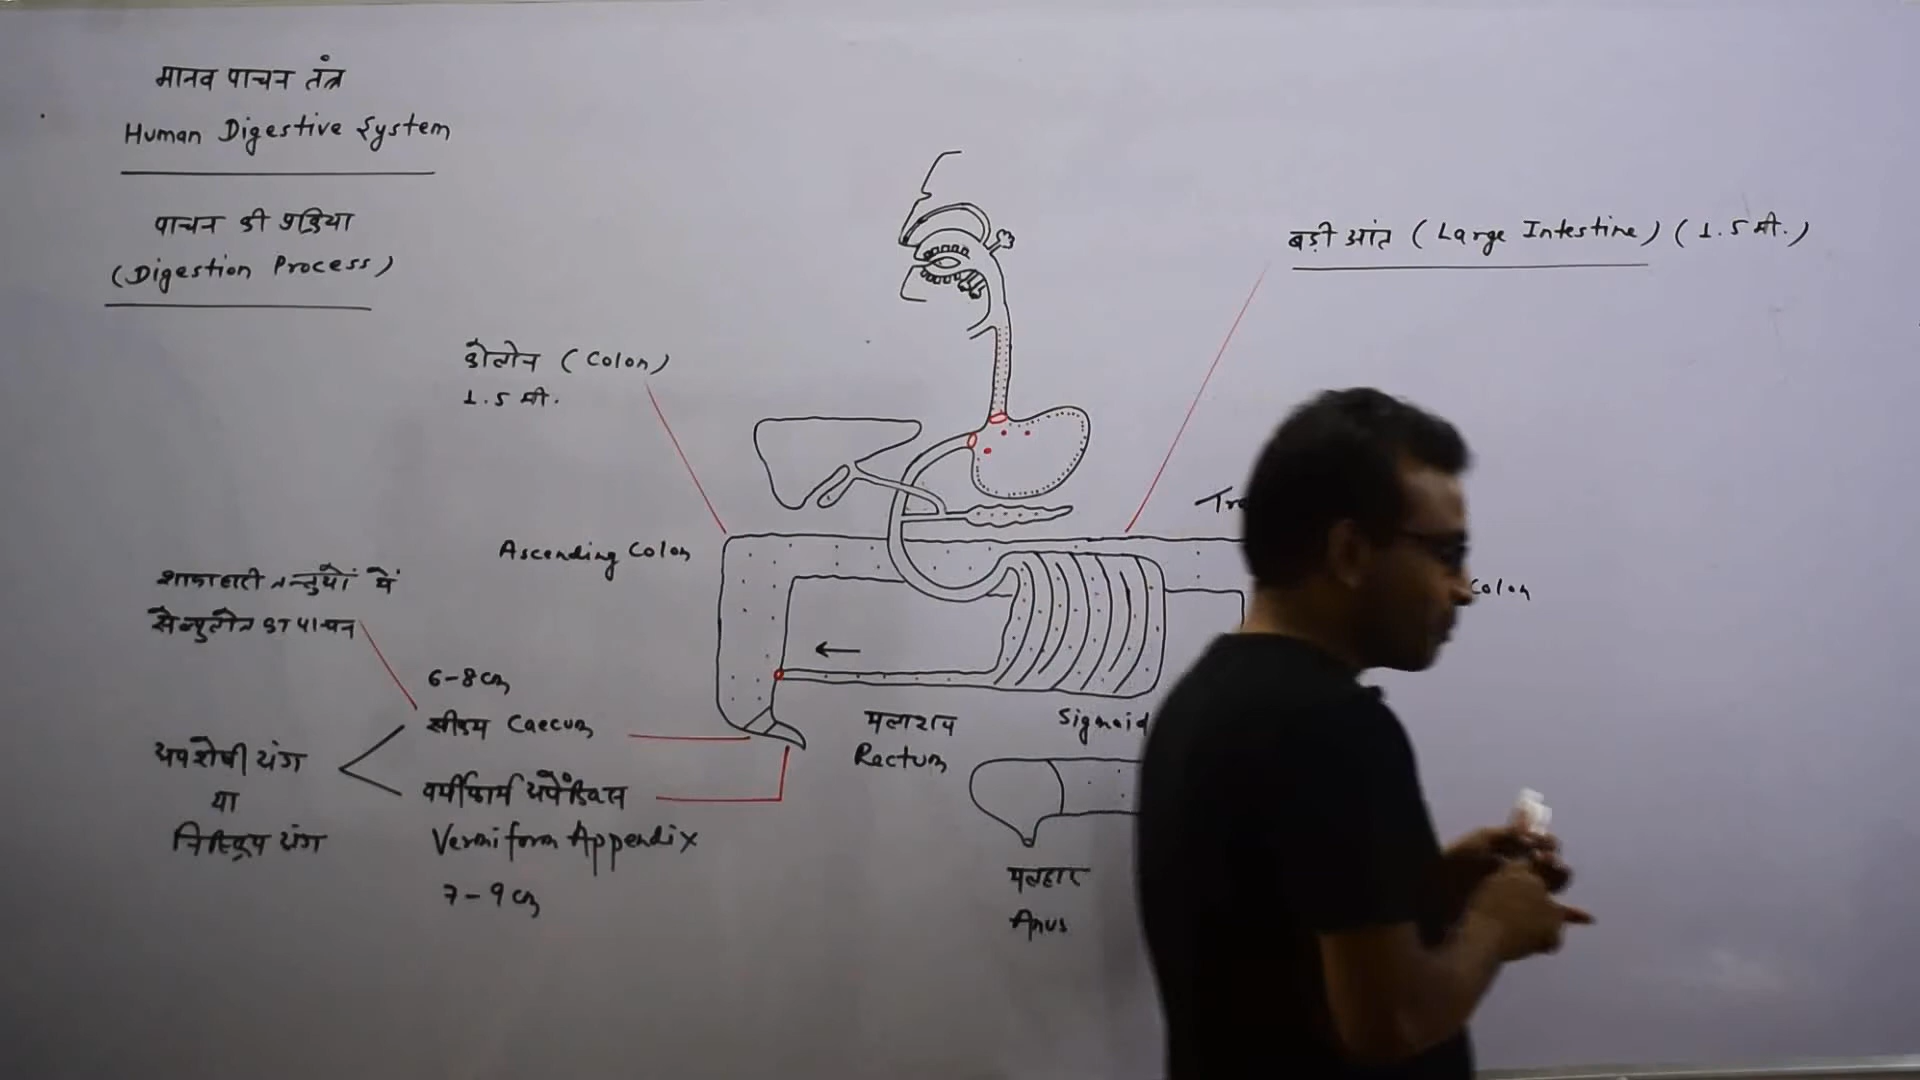 मानव पाचन तंत्र
Human Digestive System
पाचन की प्रक्रिया
(Digestion Process)
बड़ी आंत (Large Intestine) (1.5 मी.)
कोलोन (Colon)
1.5 मी.
Ascending Colon
Colon
शाकाहारी जन्तुओं में
सेल्युलोज का पाचन
6-8 cm
सीकम Caecum
अवशेषी अंग
या
निष्क्रिय अंग
वर्मीफार्म अपेंडिक्स
Vermiform Appendix
7-9 cm
मलाशय
Rectum
Sigmoid
मलद्वार
Anus